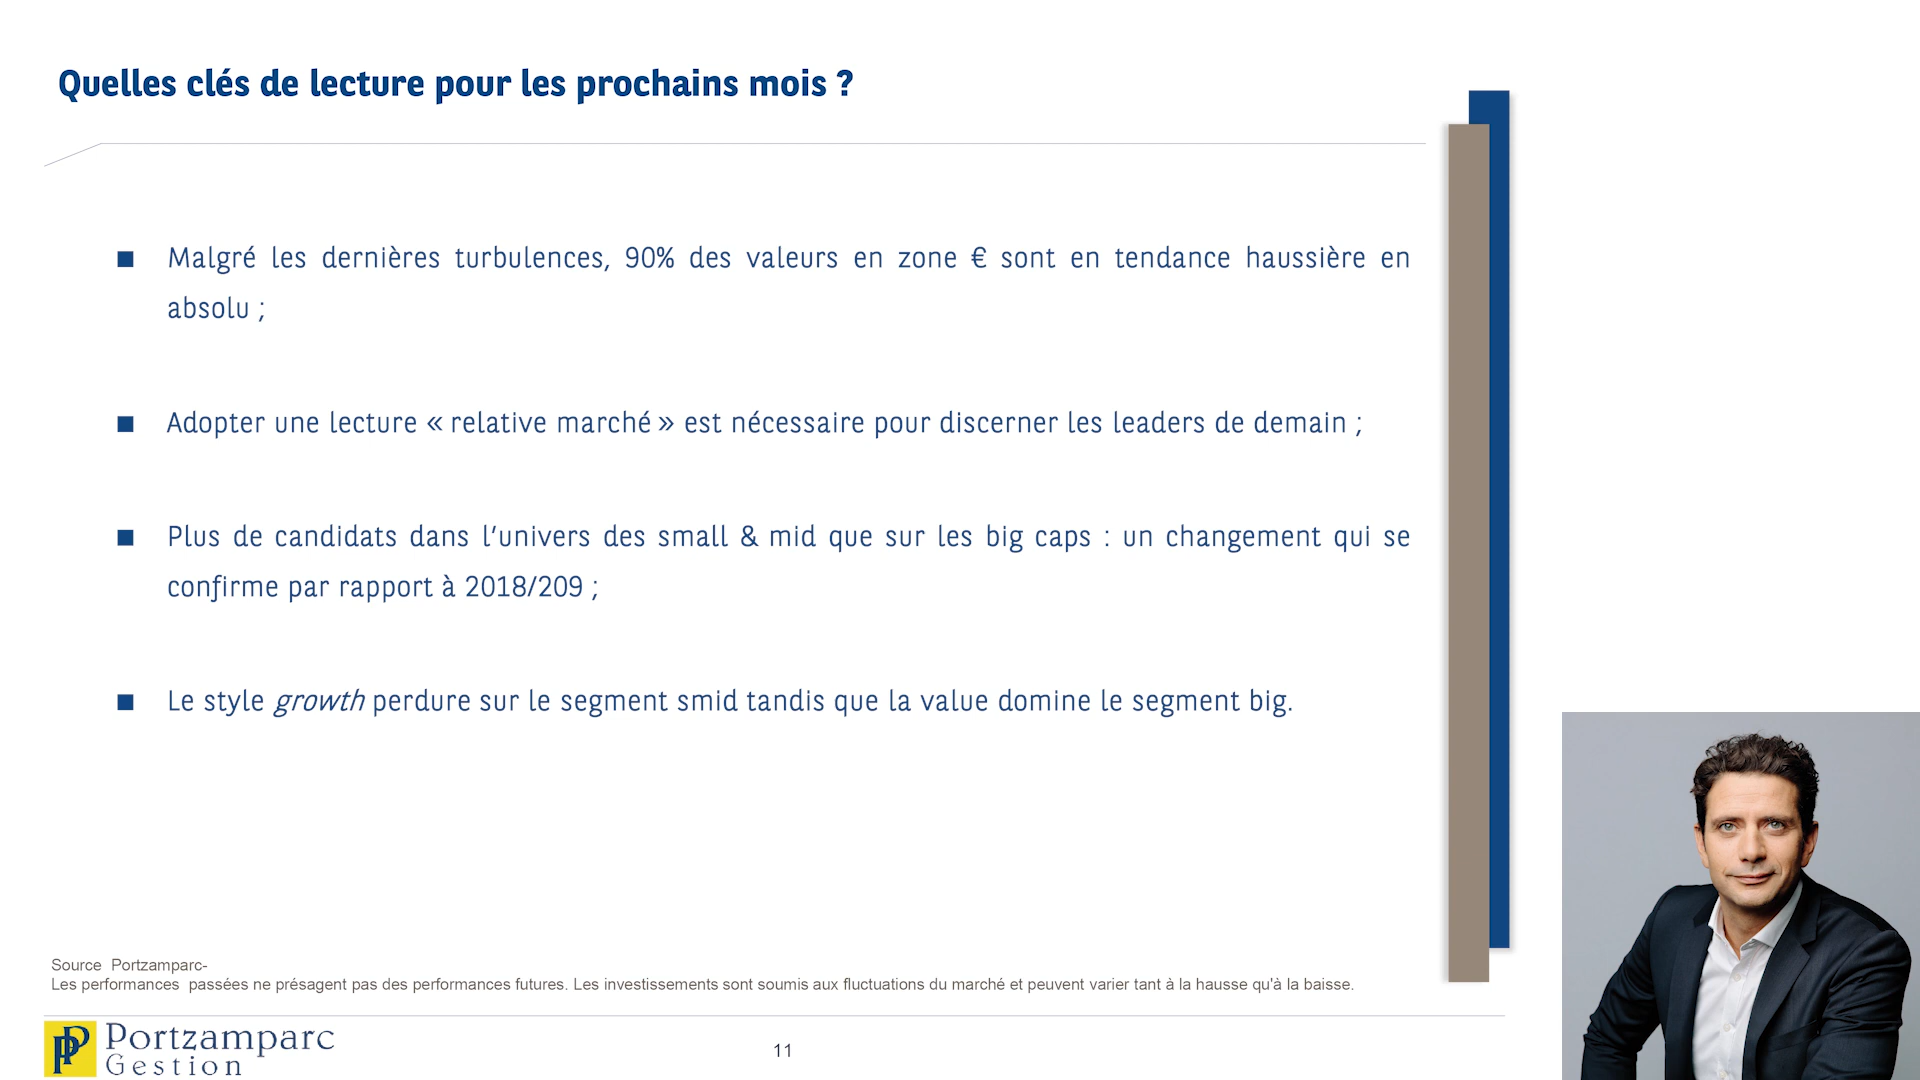 Quelles clés de lecture pour les prochains mois ?
■ Malgré les dernières turbulences, 90% des valeurs en zone € sont en tendance haussière en
absolu ;
■ Adopter une lecture « relative marché » est nécessaire pour discerner les leaders de demain ;
■ Plus de candidats dans l’univers des small & mid que sur les big caps : un changement qui se
confirme par rapport à 2018/209 ;
■ Le style growth perdure sur le segment smid tandis que la value domine le segment big.
Source Portzamparc-
Les performances passées ne présagent pas des performances futures. Les investissements sont soumis aux fluctuations du marché et peuvent varier tant à la hausse qu'à la baisse.
PP Portzamparc
Gestion
11